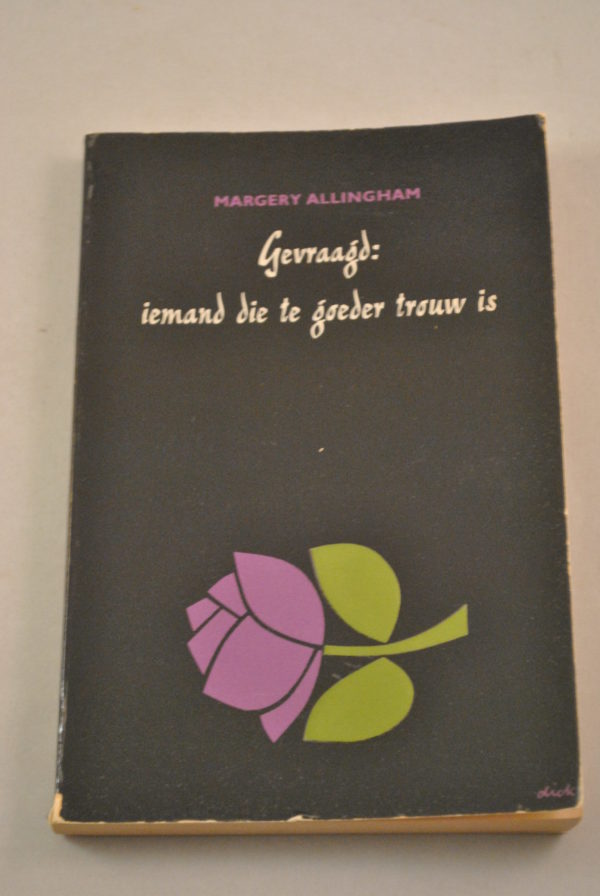 MARGERY ALLINGHAM
Gevraagd:
iemand die te goeder trouw is
dick